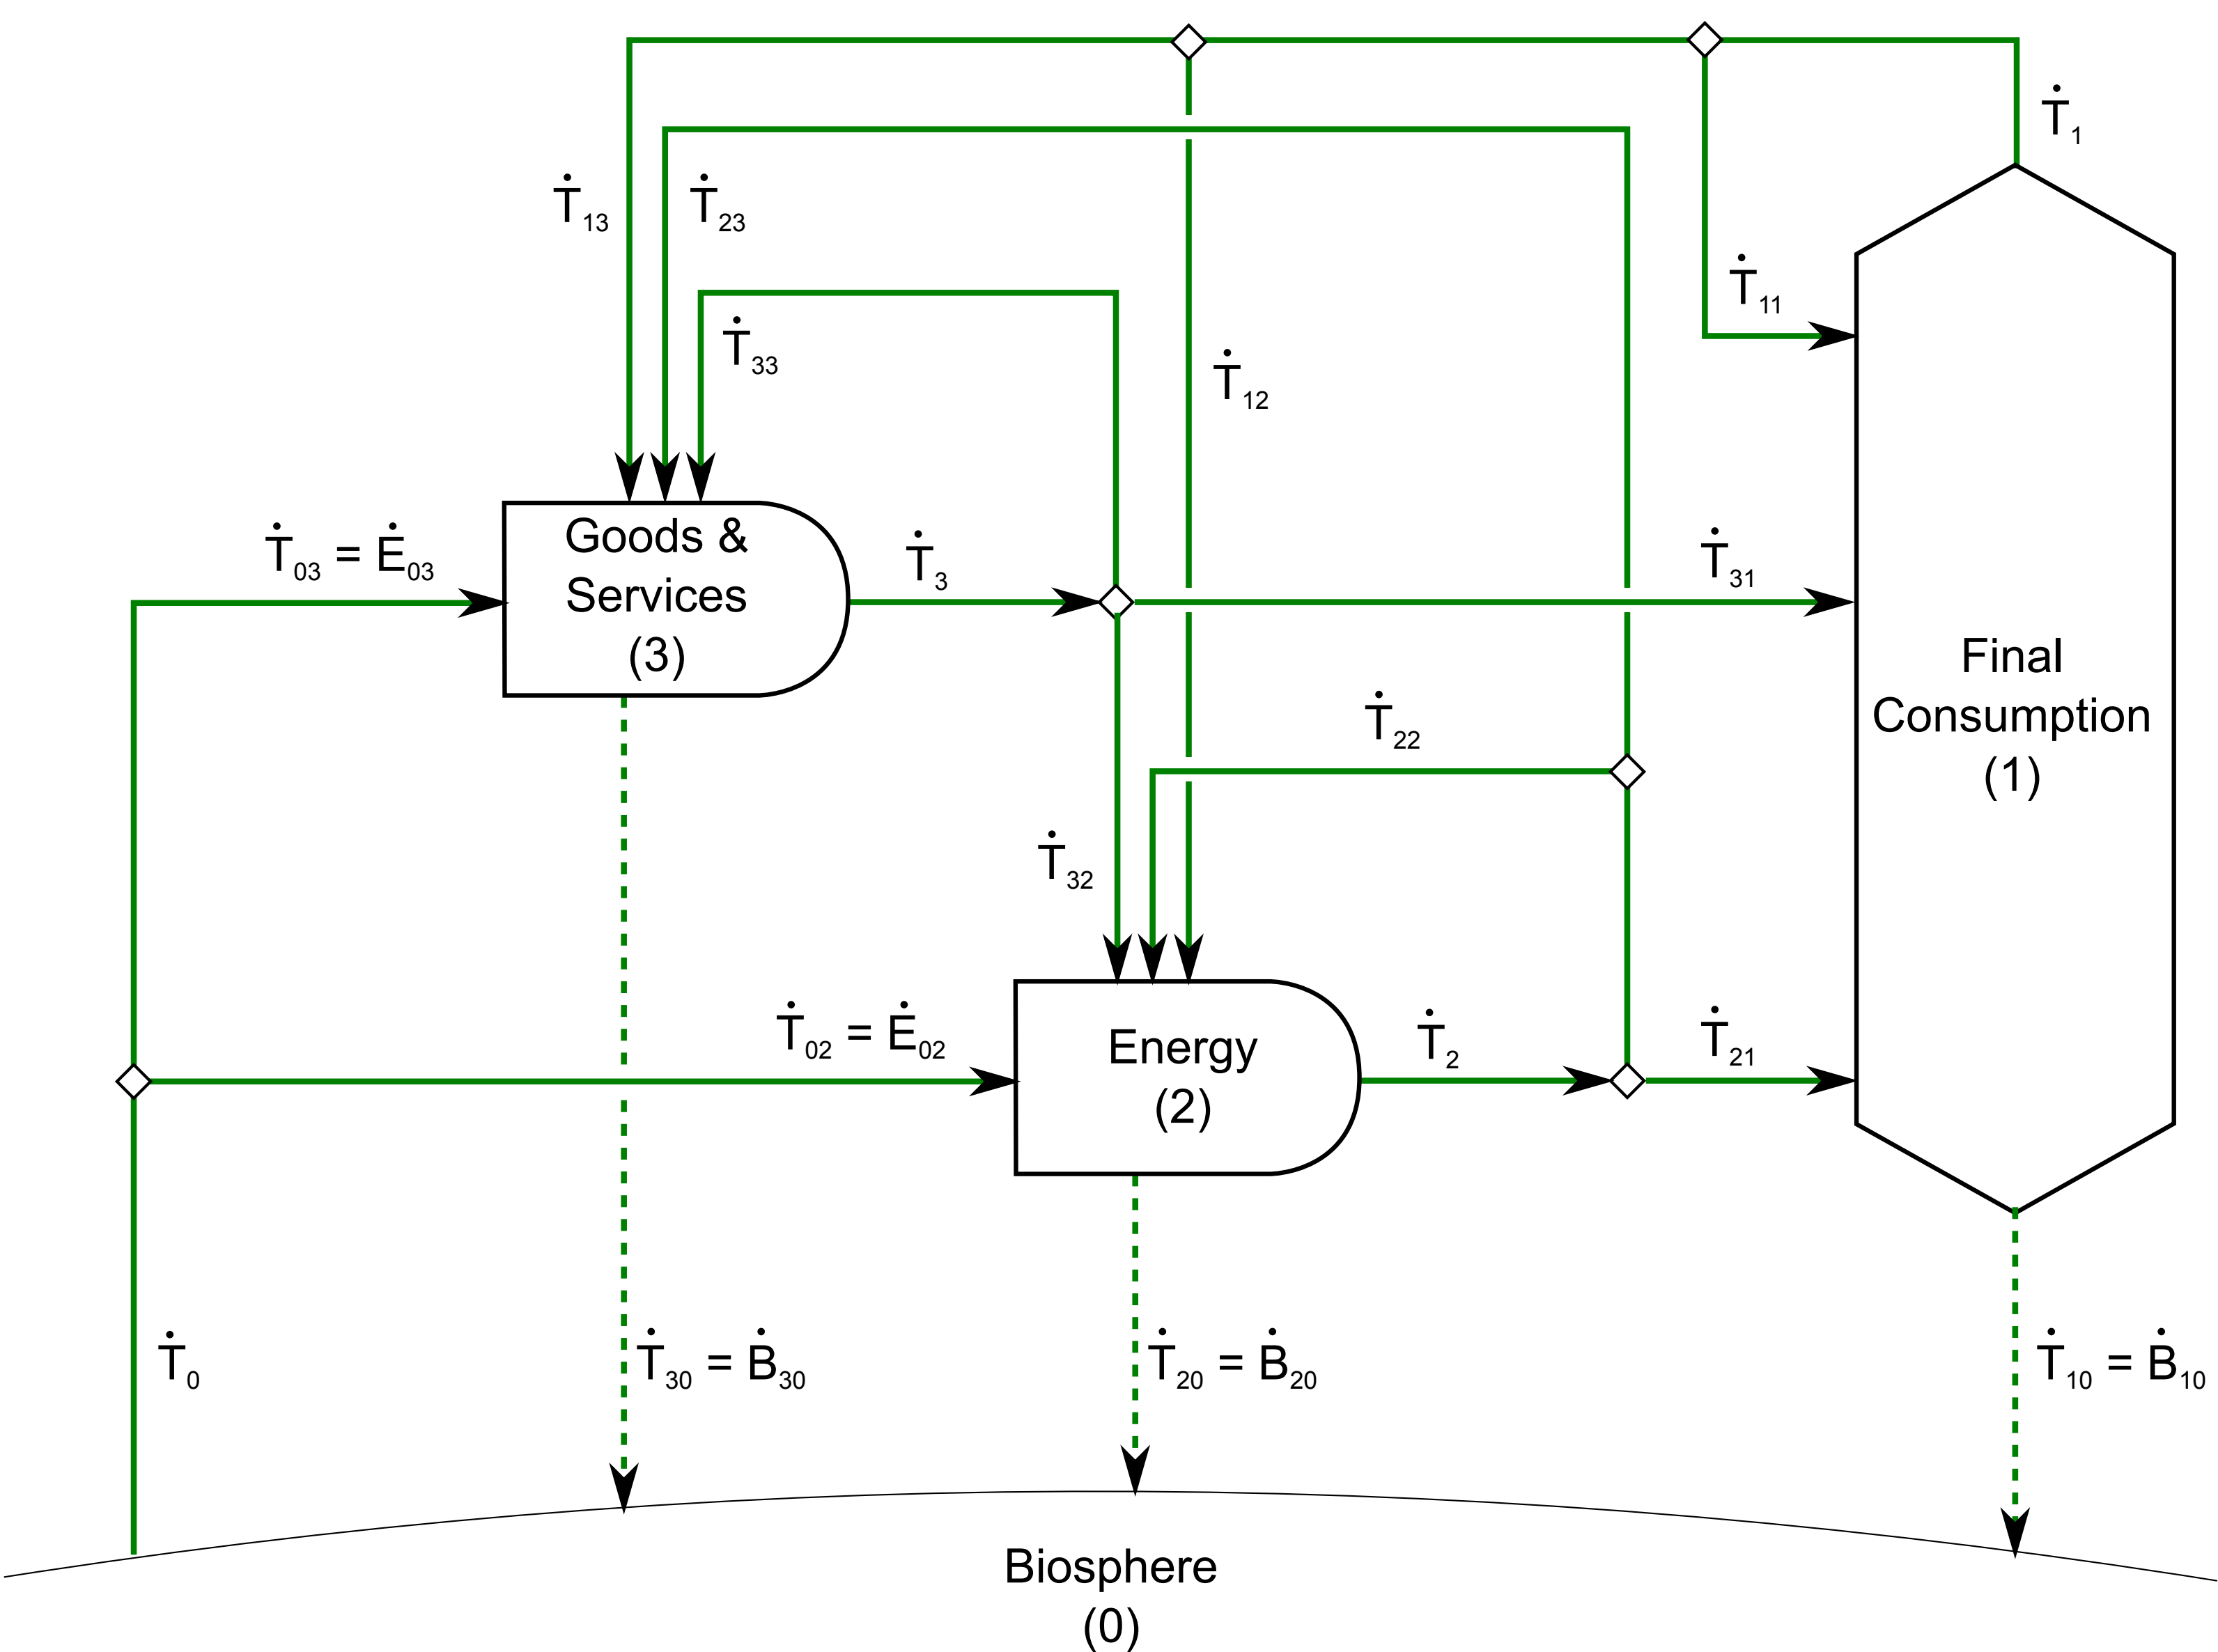 Ṫ₁
Ṫ₁₃
Ṫ₂₃
Ṫ₁₁
Ṫ₃₃
Ṫ₁₂
Ṫ₀₃ = Ė₀₃
Goods &
Services
(3)
Ṫ₃
Ṫ₃₁
Final
Consumption
(1)
Ṫ₂₂
Ṫ₃₂
Ṫ₀₂ = Ė₀₂
Energy
(2)
Ṫ₂
Ṫ₂₁
Ṫ₀
Ṫ₃₀ = Ḃ₃₀
Ṫ₂₀ = Ḃ₂₀
Ṫ₁₀ = Ḃ₁₀
Biosphere
(0)